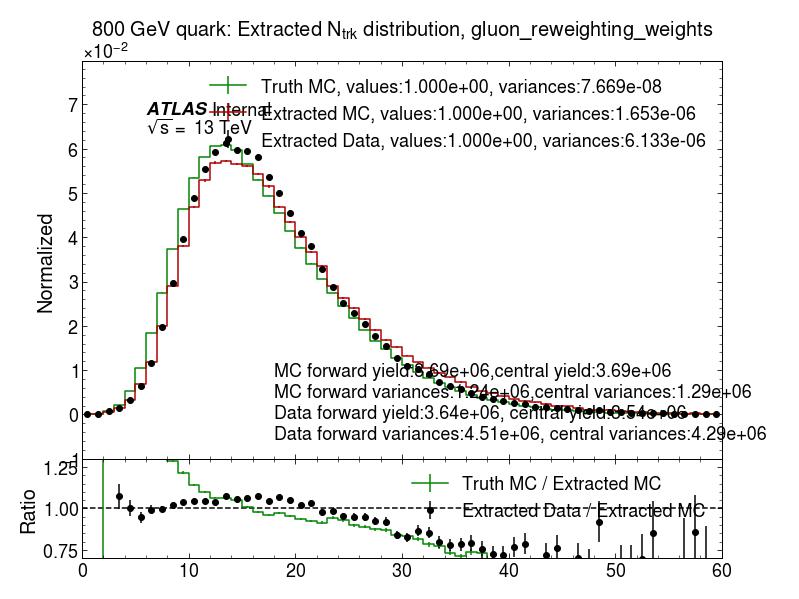 800 GeV quark: Extracted Ntrk distribution, gluon_reweighting_weights
×10−2
Truth MC, values:1.000e+00, variances:7.669e-08
ATLAS Internal
Extracted MC, values:1.000e+00, variances:1.653e-06
√s = 13 TeV
Extracted Data, values:1.000e+00, variances:6.133e-06
7
6
5
4
3
2
1
0
1
Normalized
MC forward yield:3.69e+06,central yield:3.69e+06
MC forward variances:1.24e+06,central variances:1.29e+06
Data forward yield:3.64e+06, central yield:3.54e+06
Data forward variances:4.51e+06, central variances:4.29e+06
1.25
1.00
0.75
Ratio
Truth MC / Extracted MC
Extracted Data / Extracted MC
0 10 20 30 40 50 60